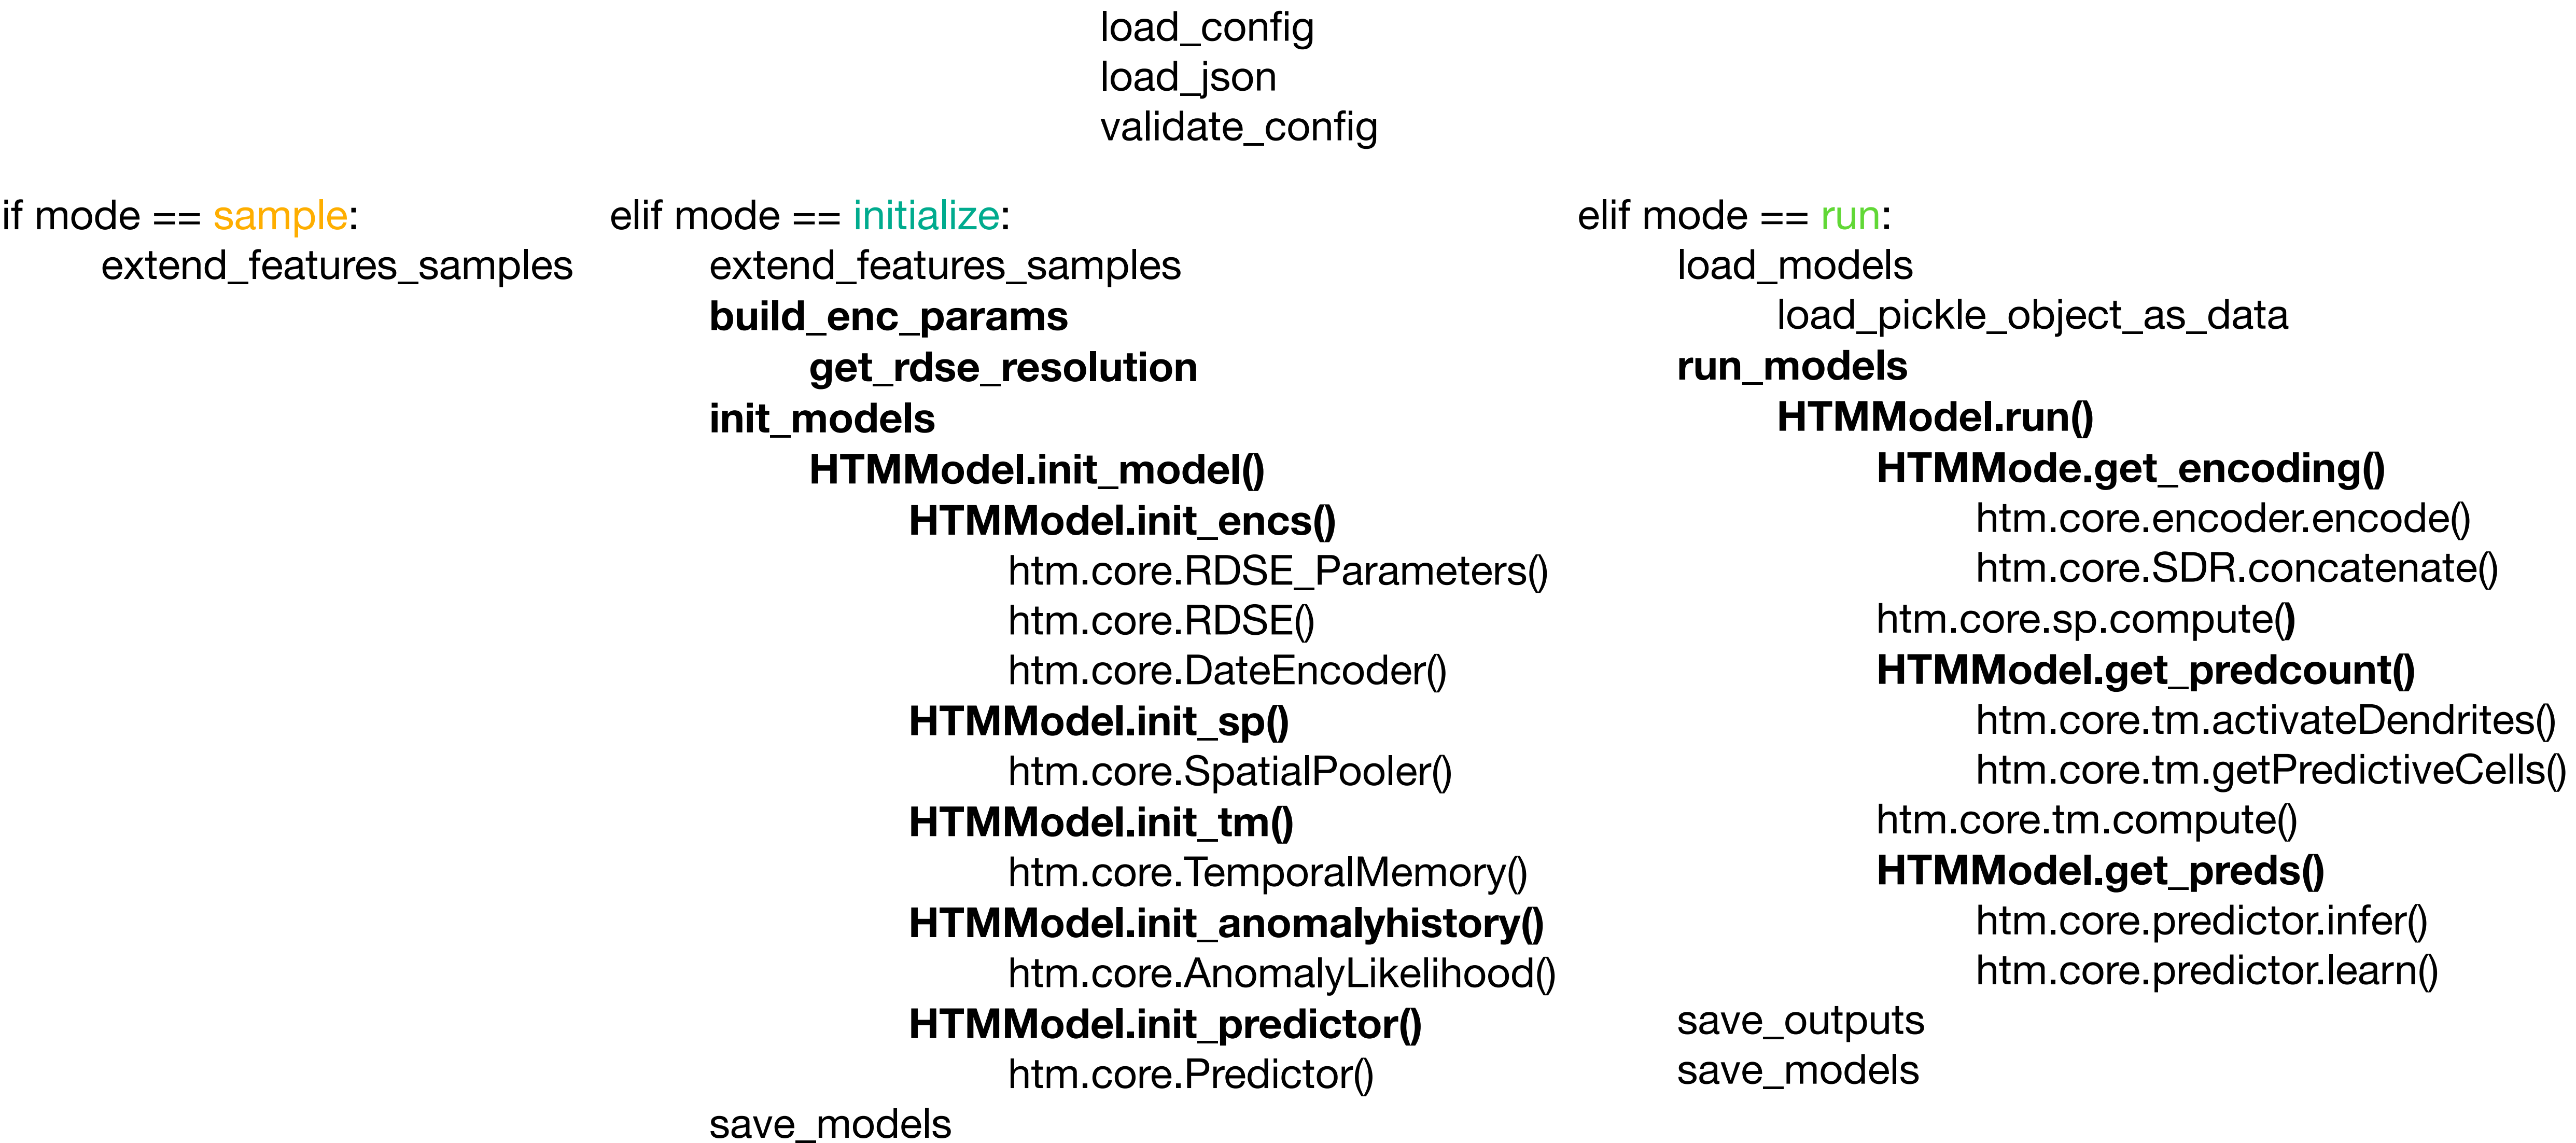 load_config
load_json
validate_config
if mode == sample:
extend_features_samples
elif mode == initialize:
extend_features_samples
build_enc_params
get_rdse_resolution
init_models
HTMModel.init_model()
HTMModel.init_encs()
htm.core.RDSE_Parameters()
htm.core.RDSE()
htm.core.DateEncoder()
HTMModel.init_sp()
htm.core.SpatialPooler()
HTMModel.init_tm()
htm.core.TemporalMemory()
HTMModel.init_anomalyhistory()
htm.core.AnomalyLikelihood()
HTMModel.init_predictor()
htm.core.Predictor()
save_models
elif mode == run:
load_models
load_pickle_object_as_data
run_models
HTMModel.run()
HTMMode.get_encoding()
htm.core.encoder.encode()
htm.core.SDR.concatenate()
htm.core.sp.compute()
HTMModel.get_predcount()
htm.core.tm.activateDendrites()
htm.core.tm.getPredictiveCells()
htm.core.tm.compute()
HTMModel.get_preds()
htm.core.predictor.infer()
htm.core.predictor.learn()
save_outputs
save_models